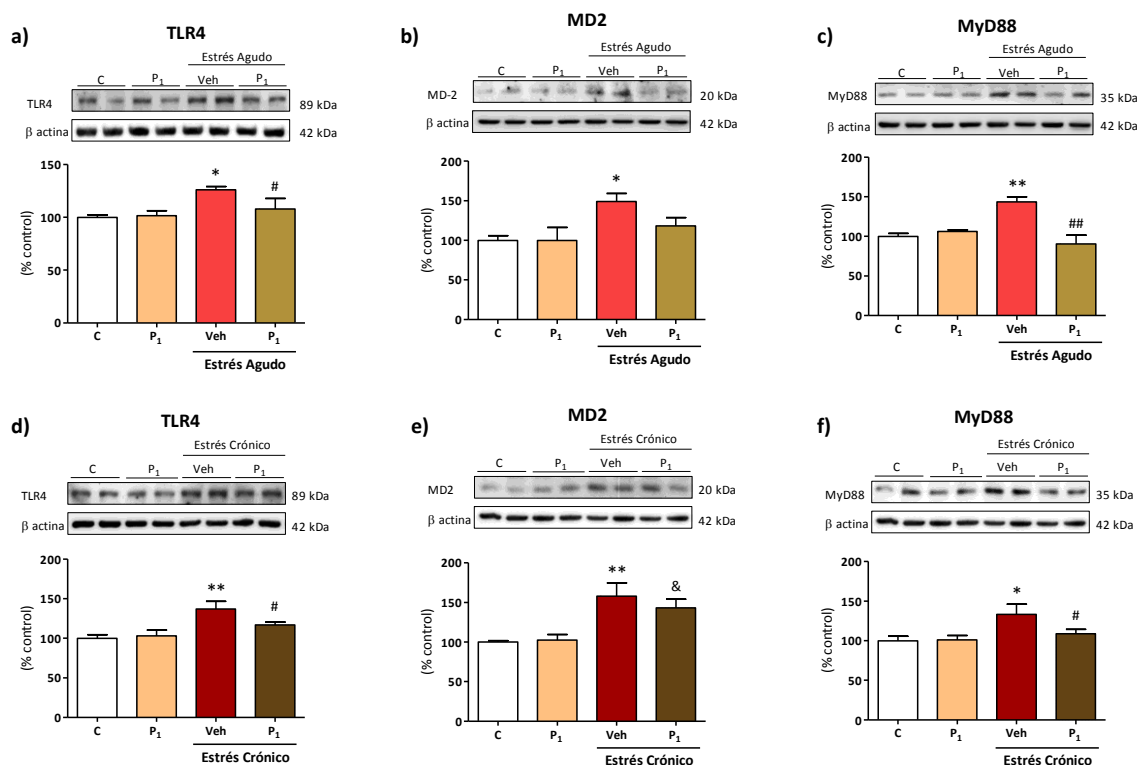 a)
TLR4
Estrés Agudo
C P₁ Veh P₁
TLR4 89 kDa
β actina 42 kDa
150
100
50
0
(% control)
*
#
C P₁ Veh P₁
Estrés Agudo
b)
MD2
Estrés Agudo
C P₁ Veh P₁
MD-2 20 kDa
β actina 42 kDa
200
150
100
50
0
(% control)
*
C P₁ Veh P₁
Estrés Agudo
c)
MyD88
Estrés Agudo
C P₁ Veh P₁
MyD88 35 kDa
β actina 42 kDa
200
150
100
50
0
(% control)
**
##
C P₁ Veh P₁
Estrés Agudo
d)
TLR4
Estrés Crónico
C P₁ Veh P₁
TLR4 89 kDa
β actina 42 kDa
200
150
100
50
0
(% control)
**
#
C P₁ Veh P₁
Estrés Crónico
e)
MD2
Estrés Crónico
C P₁ Veh P₁
MD2 20 kDa
β actina 42 kDa
200
150
100
50
0
(% control)
**
&
C P₁ Veh P₁
Estrés Crónico
f)
MyD88
Estrés Crónico
C P₁ Veh P₁
MyD88 35 kDa
β actina 42 kDa
200
150
100
50
0
(% control)
*
#
C P₁ Veh P₁
Estrés Crónico